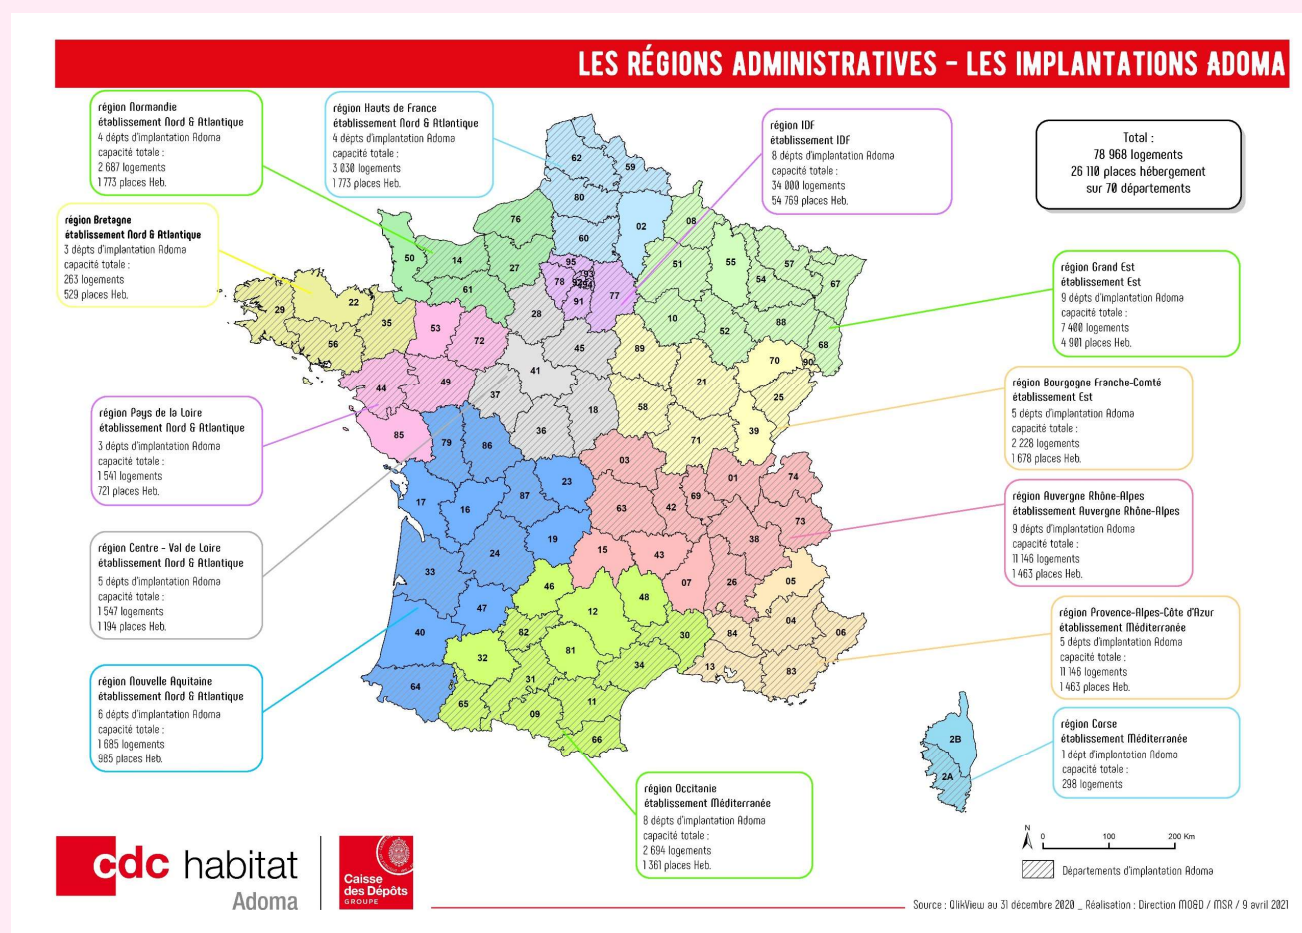 LES RÉGIONS ADMINISTRATIVES - LES IMPLANTATIONS ADOMA
région Normandie
établissement Nord & Atlantique
4 dépts d'implantation Adoma
capacité totale :
2 687 logements
1 773 places Heb.
région Hauts de France
établissement Nord & Atlantique
4 dépts d'implantation Adoma
capacité totale :
3 030 logements
1 773 places Heb.
région IDF
établissement IDF
8 dépts d'implantation Adoma
capacité totale :
34 000 logements
54 769 places Heb.
Total :
78 968 logements
26 110 places hébergement
sur 70 départements
région Bretagne
établissement Nord & Atlantique
3 dépts d'implantation Adoma
capacité totale :
263 logements
529 places Heb.
région Grand Est
établissement Est
9 dépts d'implantation Adoma
capacité totale :
7 400 logements
4 901 places Heb.
région Bourgogne Franche-Comté
établissement Est
5 dépts d'implantation Adoma
capacité totale :
2 228 logements
1 678 places Heb.
région Pays de la Loire
établissement Nord & Atlantique
3 dépts d'implantation Adoma
capacité totale :
1 541 logements
721 places Heb.
région Auvergne Rhône-Alpes
établissement Auvergne Rhône-Alpes
9 dépts d'implantation Adoma
capacité totale :
11 146 logements
1 463 places Heb.
région Centre - Val de Loire
établissement Nord & Atlantique
5 dépts d'implantation Adoma
capacité totale :
1 547 logements
1 194 places Heb.
région Provence-Alpes-Côte d'Azur
établissement Méditerranée
5 dépts d'implantation Adoma
capacité totale :
11 146 logements
1 463 places Heb.
région Nouvelle Aquitaine
établissement Nord & Atlantique
6 dépts d'implantation Adoma
capacité totale :
1 685 logements
985 places Heb.
région Corse
établissement Méditerranée
1 dépt d'implantation Adoma
capacité totale :
298 logements
région Occitanie
établissement Méditerranée
8 dépts d'implantation Adoma
capacité totale :
2 694 logements
1 361 places Heb.
62
59
80
02
60
76
50
14
27
61
08
51
55
57
54
67
10
52
88
68
95
93
78
94
77
91
29
22
35
56
53
72
44
49
85
28
45
41
37
18
36
89
21
70
90
25
58
39
71
79
86
17
16
87
23
19
24
33
47
40
64
03
01
74
63
42
69
73
38
15
43
07
26
05
04
06
84
13
83
46
12
48
82
30
32
81
34
31
65
09
11
66
2B
2A
N
0 100 200 Km
Départements d'implantation Adoma
cdc habitat
Adoma
Caisse
des Dépôts
GROUPE
Source : QlikView au 31 décembre 2020 _ Réalisation : Direction MO&D / MSR / 9 avril 2021